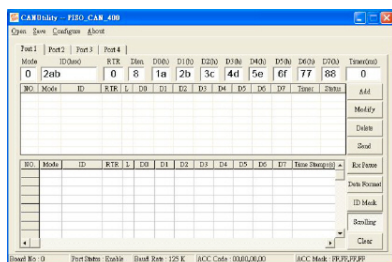 CANUtility -- PISO_CAN_400
Open Save Configure About
Port 1 Port 2 Port 3 Port 4
Mode ID(hex) RTR Dlen D0(h) D1(h) D2(h) D3(h) D4(h) D5(h) D6(h) D7(h) Timer(ms)
0 2ab 0 8 1a 2b 3c 4d 5e 6f 77 88 0
NO. Mode ID RTR L D0 D1 D2 D3 D4 D5 D6 D7 Timer Status
Add
Modify
Delete
Send
NO. Mode ID RTR L D0 D1 D2 D3 D4 D5 D6 D7 Time Stamp(s)
Rx Pause
Data Format
ID Mask
Scrolling
Clear
Board No : 0 Port Status : Enable Baud Rate : 125 K ACC Code : 00,00,00,00 ACC Mask : FF,FF,FF,FF